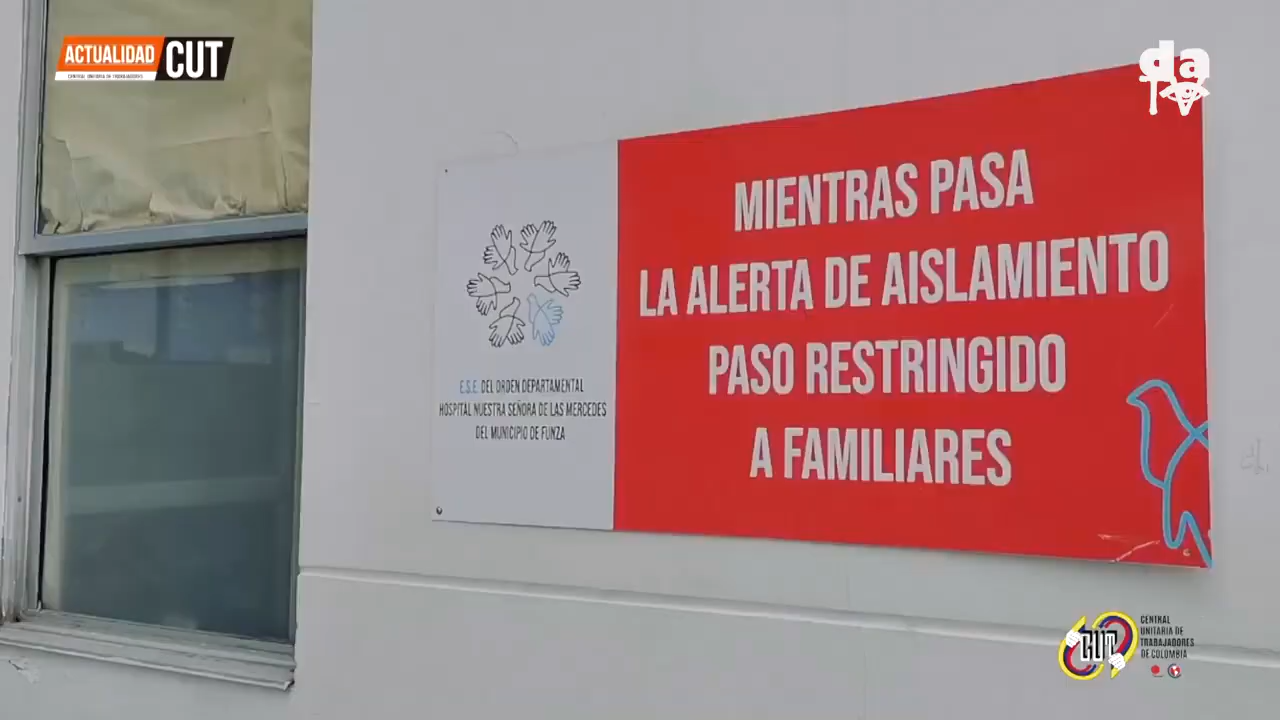 ACTUALIDAD CUT
CENTRAL UNITARIA DE TRABAJADORES
da
MIENTRAS PASA
LA ALERTA DE AISLAMIENTO
PASO RESTRINGIDO
A FAMILIARES
E.S.E. DEL ORDEN DEPARTAMENTAL
HOSPITAL NUESTRA SEÑORA DE LAS MERCEDES
DEL MUNICIPIO DE FUNZA
CUT
CENTRAL
UNITARIA DE
TRABAJADORES
DE COLOMBIA